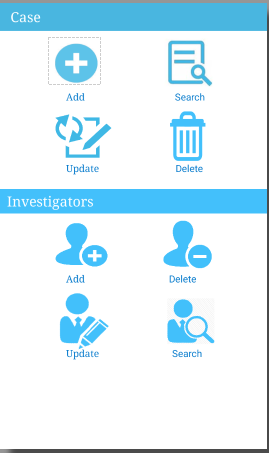 Case
Add
Search
Update
Delete
Investigators
Add
Delete
Update
Search